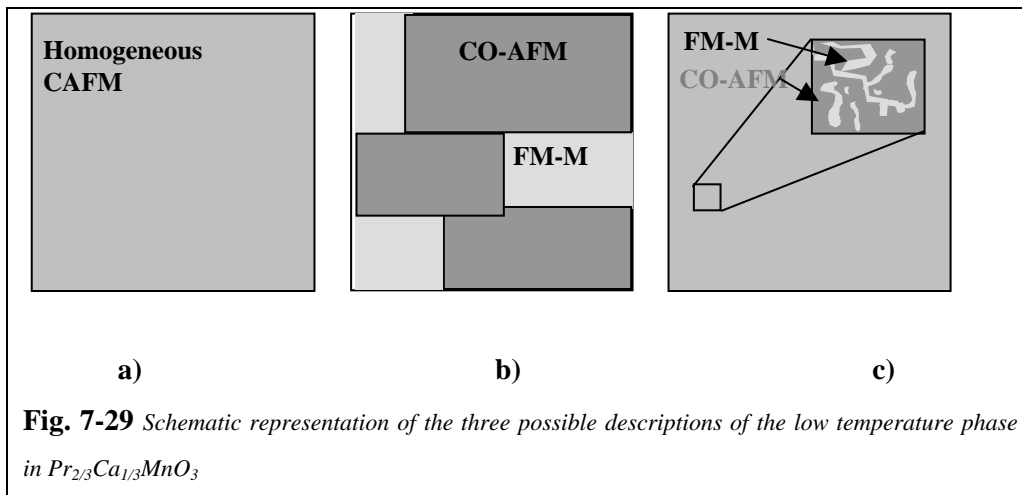 Homogeneous
CAFM
CO-AFM
FM-M
FM-M
CO-AFM
a)
b)
c)
Fig. 7-29 Schematic representation of the three possible descriptions of the low temperature phase
in Pr2/3Ca1/3MnO3